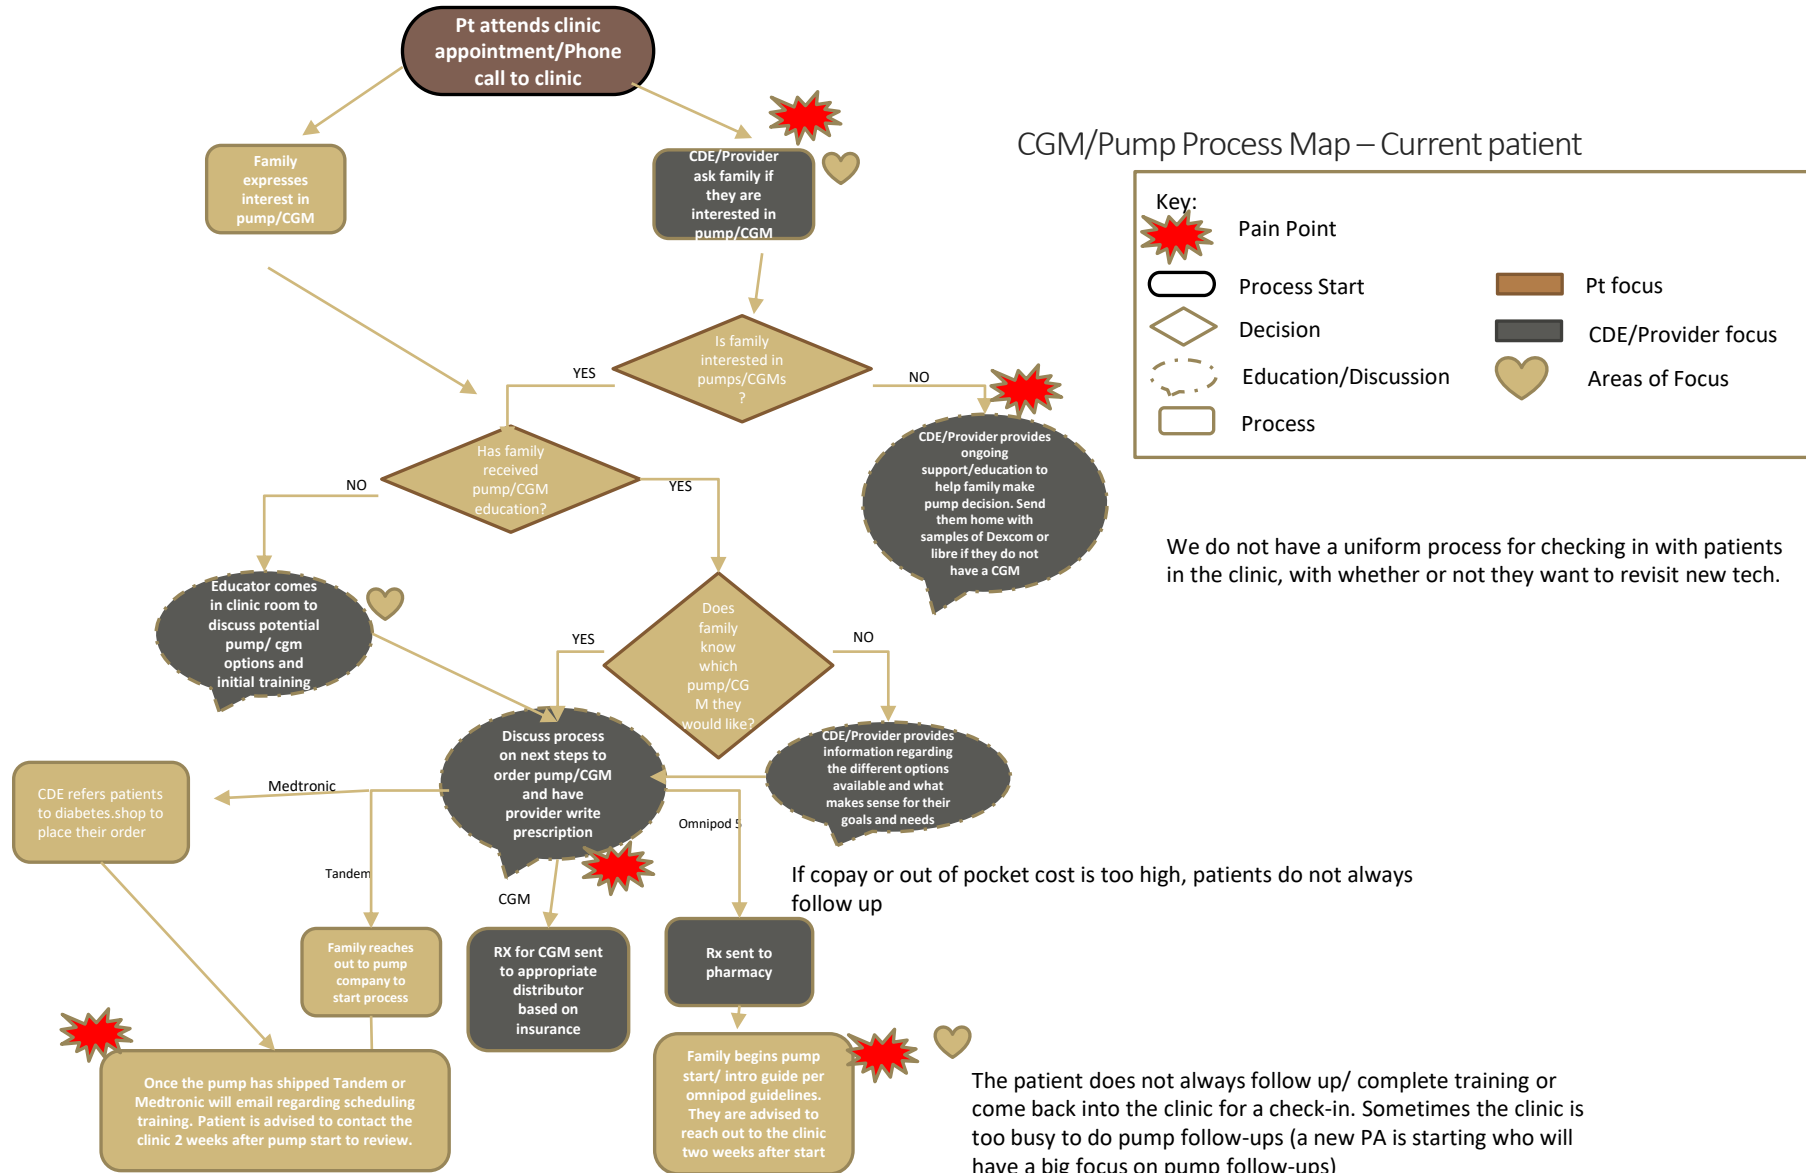 Pt attends clinic
appointment/Phone
call to clinic
CGM/Pump Process Map – Current patient
Family
expresses
interest in
pump/CGM
CDE/Provider
ask family if
they are
interested in
pump/CGM
Key:
Pain Point
Process Start
Pt focus
Decision
CDE/Provider focus
Education/Discussion
Areas of Focus
Process
Is family
interested in
pumps/CGMs
?
YES
NO
CDE/Provider provides
ongoing
support/education to
help family make
pump decision. Send
them home with
samples of Dexcom or
libre if they do not
have a CGM
Has family
received
pump/CGM
education?
NO
YES
We do not have a uniform process for checking in with patients
in the clinic, with whether or not they want to revisit new tech.
Educator comes
in clinic room to
discuss potential
pump/ cgm
options and
initial training
Does
family
know
which
pump/CG
M they
would like?
YES
NO
Discuss process
on next steps to
order pump/CGM
and have
provider write
prescription
CDE/Provider provides
information regarding
the different options
available and what
makes sense for their
goals and needs
Medtronic
CDE refers patients
to diabetes.shop to
place their order
Omnipod 5
Tandem
CGM
If copay or out of pocket cost is too high, patients do not always
follow up
Family reaches
out to pump
company to
start process
RX for CGM sent
to appropriate
distributor
based on
insurance
Rx sent to
pharmacy
Once the pump has shipped Tandem or
Medtronic will email regarding scheduling
training. Patient is advised to contact the
clinic 2 weeks after pump start to review.
Family begins pump
start/ intro guide per
omnipod guidelines.
They are advised to
reach out to the clinic
two weeks after start
The patient does not always follow up/ complete training or
come back into the clinic for a check-in. Sometimes the clinic is
too busy to do pump follow-ups (a new PA is starting who will
have a big focus on pump follow-ups)